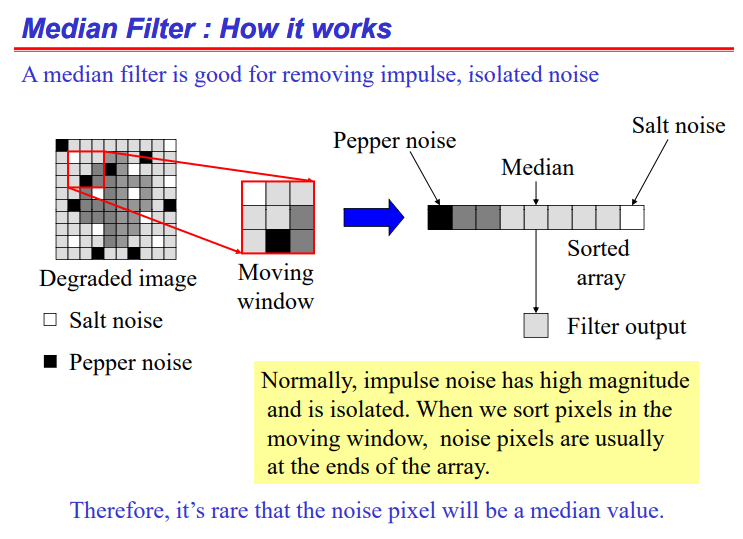 Median Filter : How it works
A median filter is good for removing impulse, isolated noise
Pepper noise
Salt noise
Median
Degraded image
Moving
window
Sorted
array
Salt noise
Filter output
Pepper noise
Normally, impulse noise has high magnitude
and is isolated. When we sort pixels in the
moving window, noise pixels are usually
at the ends of the array.
Therefore, it’s rare that the noise pixel will be a median value.